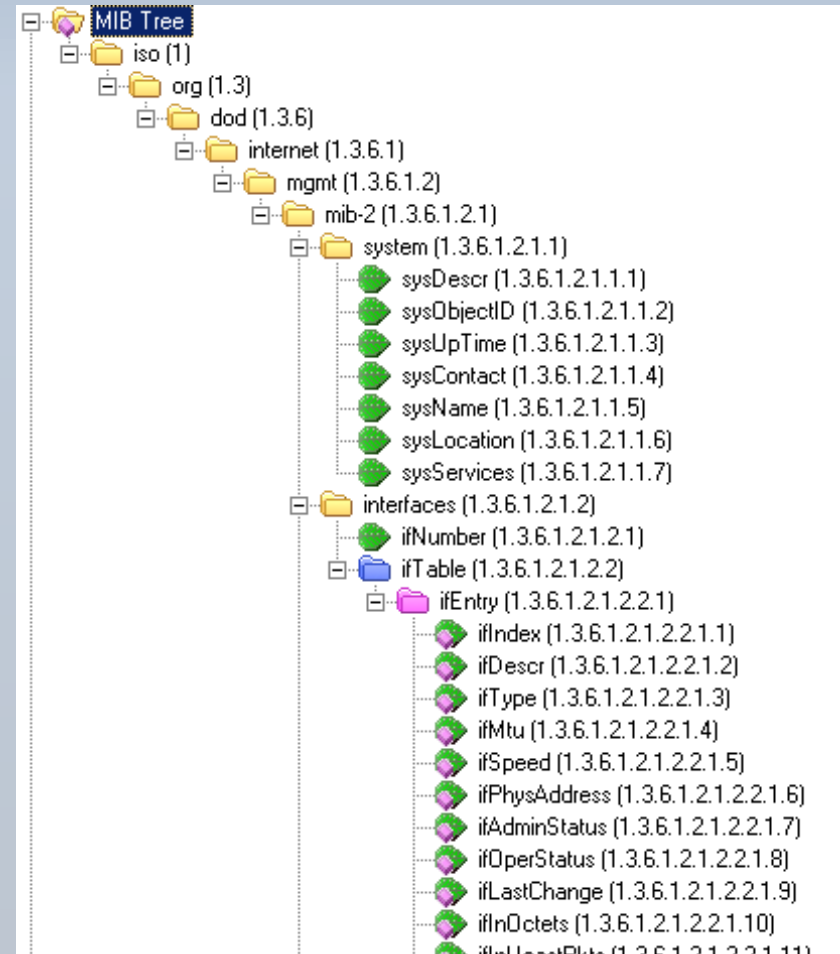 MIB Tree
iso (1)
org (1.3)
dod (1.3.6)
internet (1.3.6.1)
mgmt (1.3.6.1.2)
mib-2 (1.3.6.1.2.1)
system (1.3.6.1.2.1.1)
sysDescr (1.3.6.1.2.1.1.1)
sysObjectID (1.3.6.1.2.1.1.2)
sysUpTime (1.3.6.1.2.1.1.3)
sysContact (1.3.6.1.2.1.1.4)
sysName (1.3.6.1.2.1.1.5)
sysLocation (1.3.6.1.2.1.1.6)
sysServices (1.3.6.1.2.1.1.7)
interfaces (1.3.6.1.2.1.2)
ifNumber (1.3.6.1.2.1.2.1)
ifTable (1.3.6.1.2.1.2.2)
ifEntry (1.3.6.1.2.1.2.2.1)
ifIndex (1.3.6.1.2.1.2.2.1.1)
ifDescr (1.3.6.1.2.1.2.2.1.2)
ifType (1.3.6.1.2.1.2.2.1.3)
ifMtu (1.3.6.1.2.1.2.2.1.4)
ifSpeed (1.3.6.1.2.1.2.2.1.5)
ifPhysAddress (1.3.6.1.2.1.2.2.1.6)
ifAdminStatus (1.3.6.1.2.1.2.2.1.7)
ifOperStatus (1.3.6.1.2.1.2.2.1.8)
ifLastChange (1.3.6.1.2.1.2.2.1.9)
ifInOctets (1.3.6.1.2.1.2.2.1.10)
ifInUcastPkts (1.3.6.1.2.1.2.2.1.11)